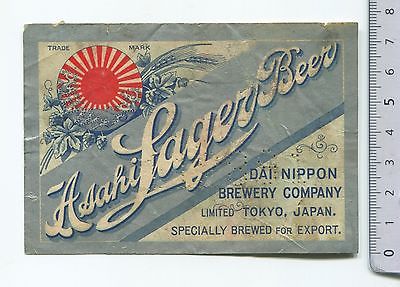 TRADE MARK
Asahi Lager Beer
DAI NIPPON
BREWERY COMPANY
LIMITED TOKYO, JAPAN.
SPECIALLY BREWED FOR EXPORT.
0
1
2
3
4
5
6
7
8